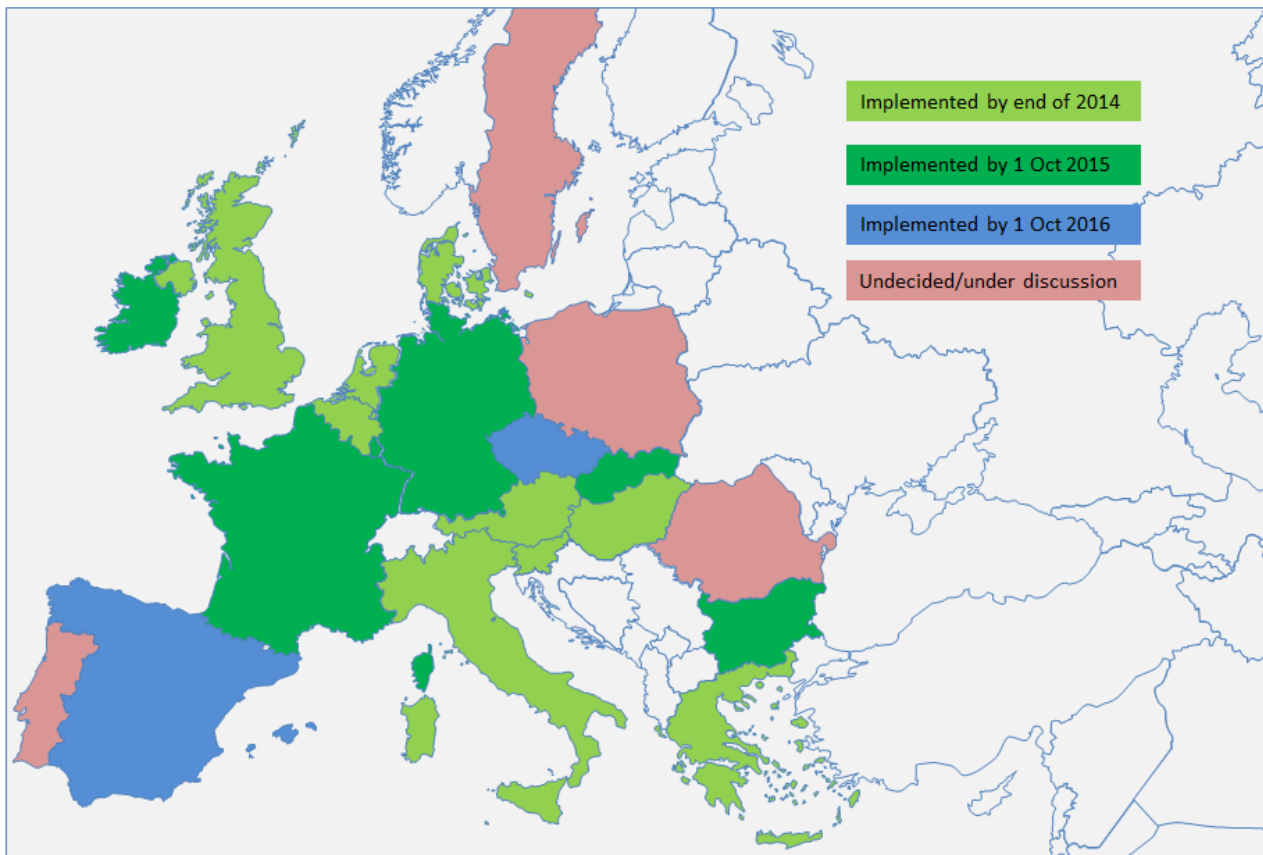 Implemented by end of 2014
Implemented by 1 Oct 2015
Implemented by 1 Oct 2016
Undecided/under discussion